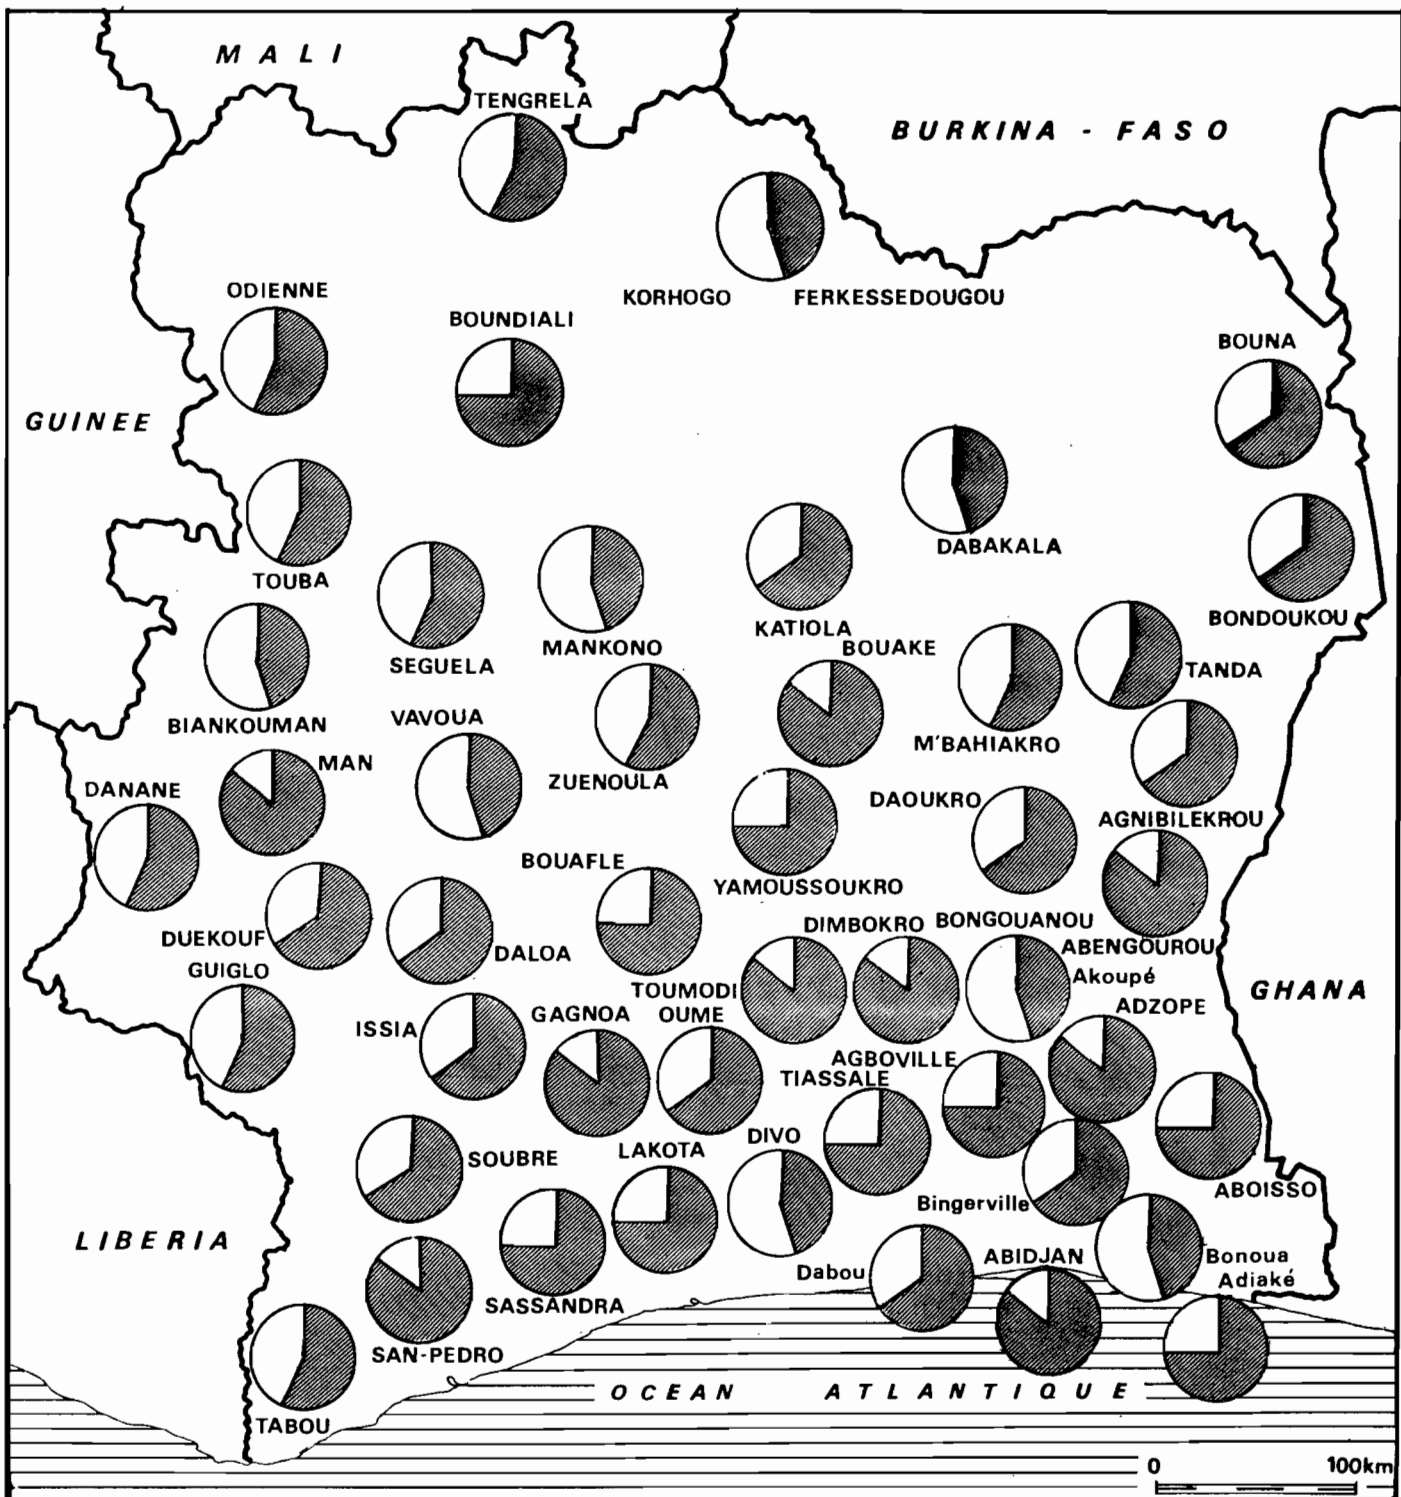 MALI
TENGRELA
BURKINA - FASO
KORHOGO
FERKESSEDOUGOU
ODIENNE
BOUNDIALI
BOUNA
GUINEE
DABAKALA
TOUBA
KATIOLA
BONDOUKOU
SEGUELA
MANKONO
BOUAKE
TANDA
BIANKOUMAN
VAVOUA
M'BAHIAKRO
MAN
ZUENOULA
DANANE
DAOUKRO
AGNIBILEKROU
BOUAFLE
YAMOUSSOUKRO
DUEKOUF
DALOA
DIMBOKRO
BONGOUANOU
ABENGOUROU
GUIGLO
TOUMODI
Akoupé
GHANA
ISSIA
GAGNOA
OUME
ADZOPE
AGBOVILLE
TIASSALE
SOUBRE
LAKOTA
DIVO
ABOISSO
Bingerville
LIBERIA
Dabou
ABIDJAN
Bonoua
Adiaké
SASSANDRA
SAN-PEDRO
OCEAN ATLANTIQUE
TABOU
0 100km